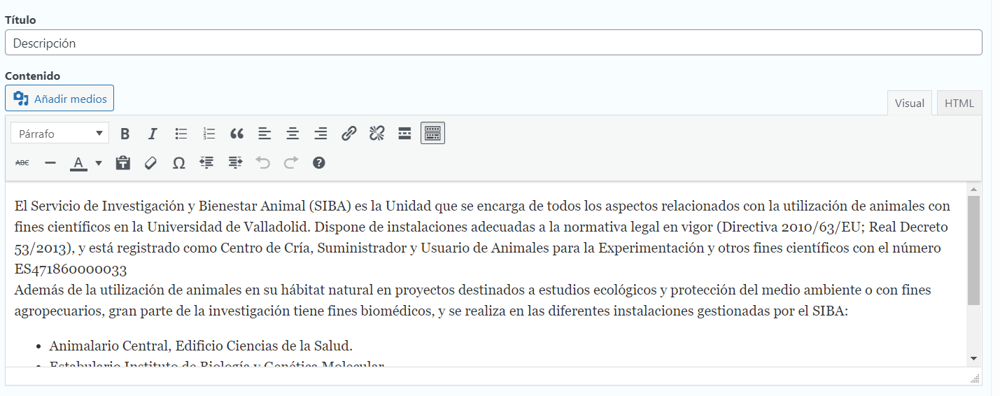 Título
Descripción
Contenido
Añadir medios
Visual HTML
Párrafo B I
ABC A Ω
El Servicio de Investigación y Bienestar Animal (SIBA) es la Unidad que se encarga de todos los aspectos relacionados con la utilización de animales con
fines científicos en la Universidad de Valladolid. Dispone de instalaciones adecuadas a la normativa legal en vigor (Directiva 2010/63/EU; Real Decreto
53/2013), y está registrado como Centro de Cría, Suministrador y Usuario de Animales para la Experimentación y otros fines científicos con el número
ES471860000033
Además de la utilización de animales en su hábitat natural en proyectos destinados a estudios ecológicos y protección del medio ambiente o con fines
agropecuarios, gran parte de la investigación tiene fines biomédicos, y se realiza en las diferentes instalaciones gestionadas por el SIBA:
• Animalario Central, Edificio Ciencias de la Salud.
• Estabulario Instituto de Biología y Genética Molecular